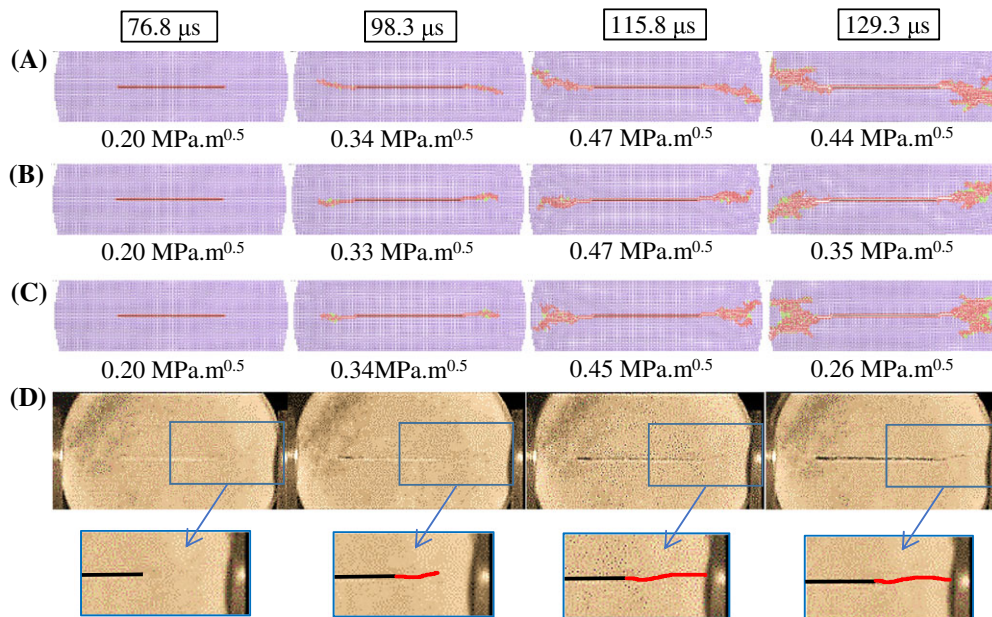 76.8 μs 98.3 μs 115.8 μs 129.3 μs
(A)
0.20 MPa.m0.5 0.34 MPa.m0.5 0.47 MPa.m0.5 0.44 MPa.m0.5
(B)
0.20 MPa.m0.5 0.33 MPa.m0.5 0.47 MPa.m0.5 0.35 MPa.m0.5
(C)
0.20 MPa.m0.5 0.34MPa.m0.5 0.45 MPa.m0.5 0.26 MPa.m0.5
(D)